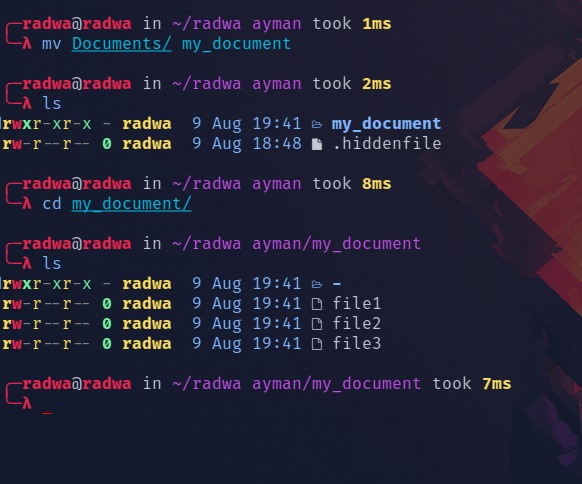 ╭─radwa@radwa in ~/radwa ayman took 1ms
╰─λ mv Documents/ my_document
╭─radwa@radwa in ~/radwa ayman took 2ms
╰─λ ls
drwxr-xr-x - radwa 9 Aug 19:41 my_document
rw-r--r-- 0 radwa 9 Aug 18:48 .hiddenfile
╭─radwa@radwa in ~/radwa ayman took 8ms
╰─λ cd my_document/
╭─radwa@radwa in ~/radwa ayman/my_document
╰─λ ls
drwxr-xr-x - radwa 9 Aug 19:41 -
rw-r--r-- 0 radwa 9 Aug 19:41 file1
rw-r--r-- 0 radwa 9 Aug 19:41 file2
rw-r--r-- 0 radwa 9 Aug 19:41 file3
╭─radwa@radwa in ~/radwa ayman/my_document took 7ms
╰─λ _